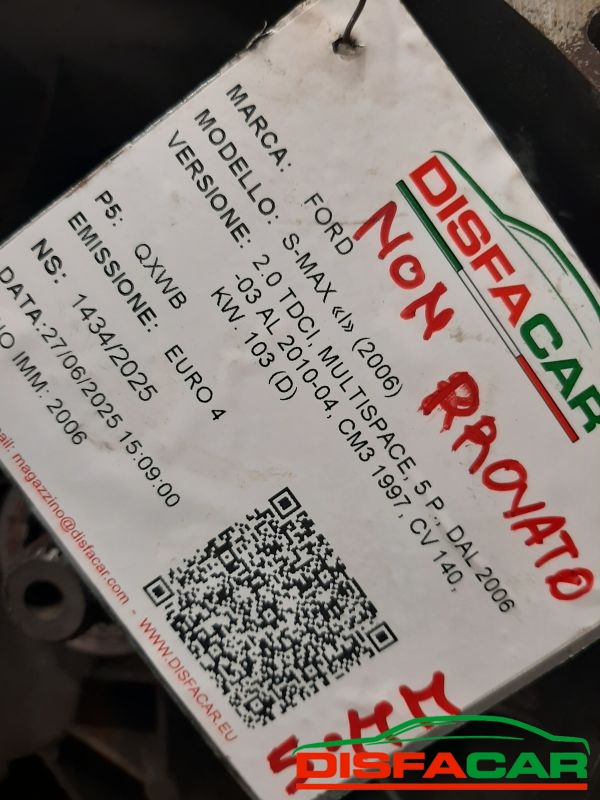 DISFACAR
NON RROVATO
MARCA: FORD
MODELLO: S-MAX «I» (2006)
VERSIONE: 2.0 TDCI, MULTISPACE, 5 P., DAL 2006
-03 AL 2010-04, CM3 1997, CV 140,
KW. 103 (D)
P5: QXWB
EMISSIONE: EURO 4
NS: 1434/2025
DATA:27/06/2025 15:09:00
IMM: 2006
magazzino@disfacar.com - WWW.DISFACAR.EU
DISFACAR